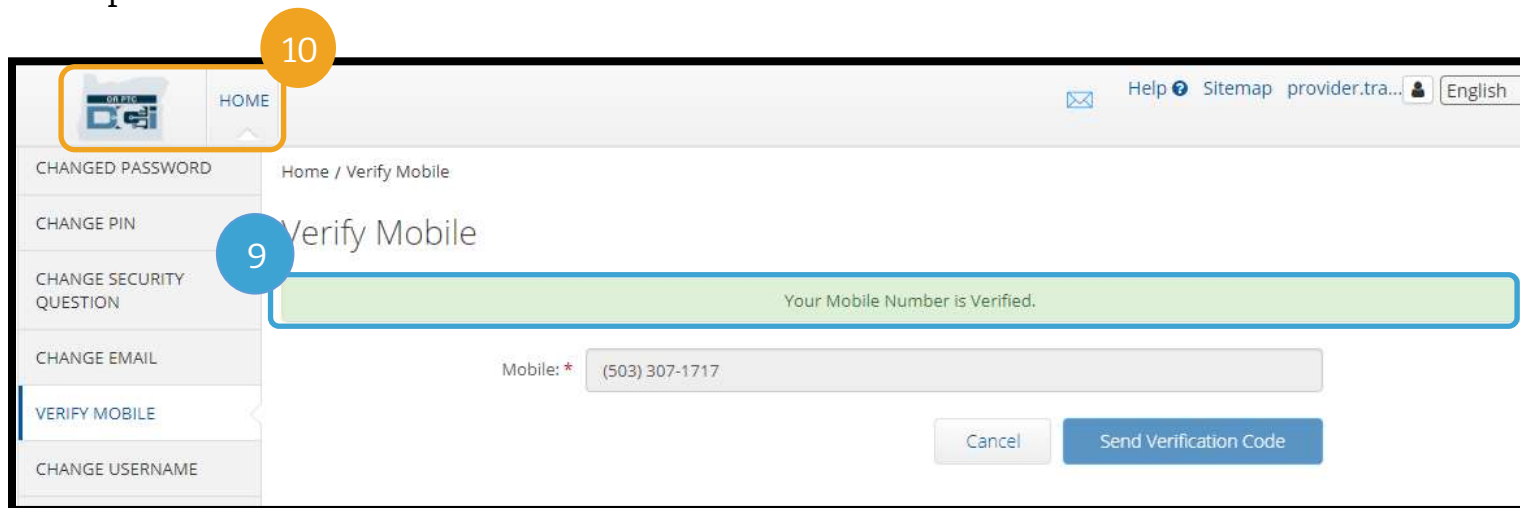 10
OR PTC
DCi
HOME
Help Sitemap provider.tra... English
CHANGED PASSWORD
Home / Verify Mobile
CHANGE PIN
Verify Mobile
9
CHANGE SECURITY
QUESTION
Your Mobile Number is Verified.
CHANGE EMAIL
Mobile: * (503) 307-1717
VERIFY MOBILE
Cancel Send Verification Code
CHANGE USERNAME